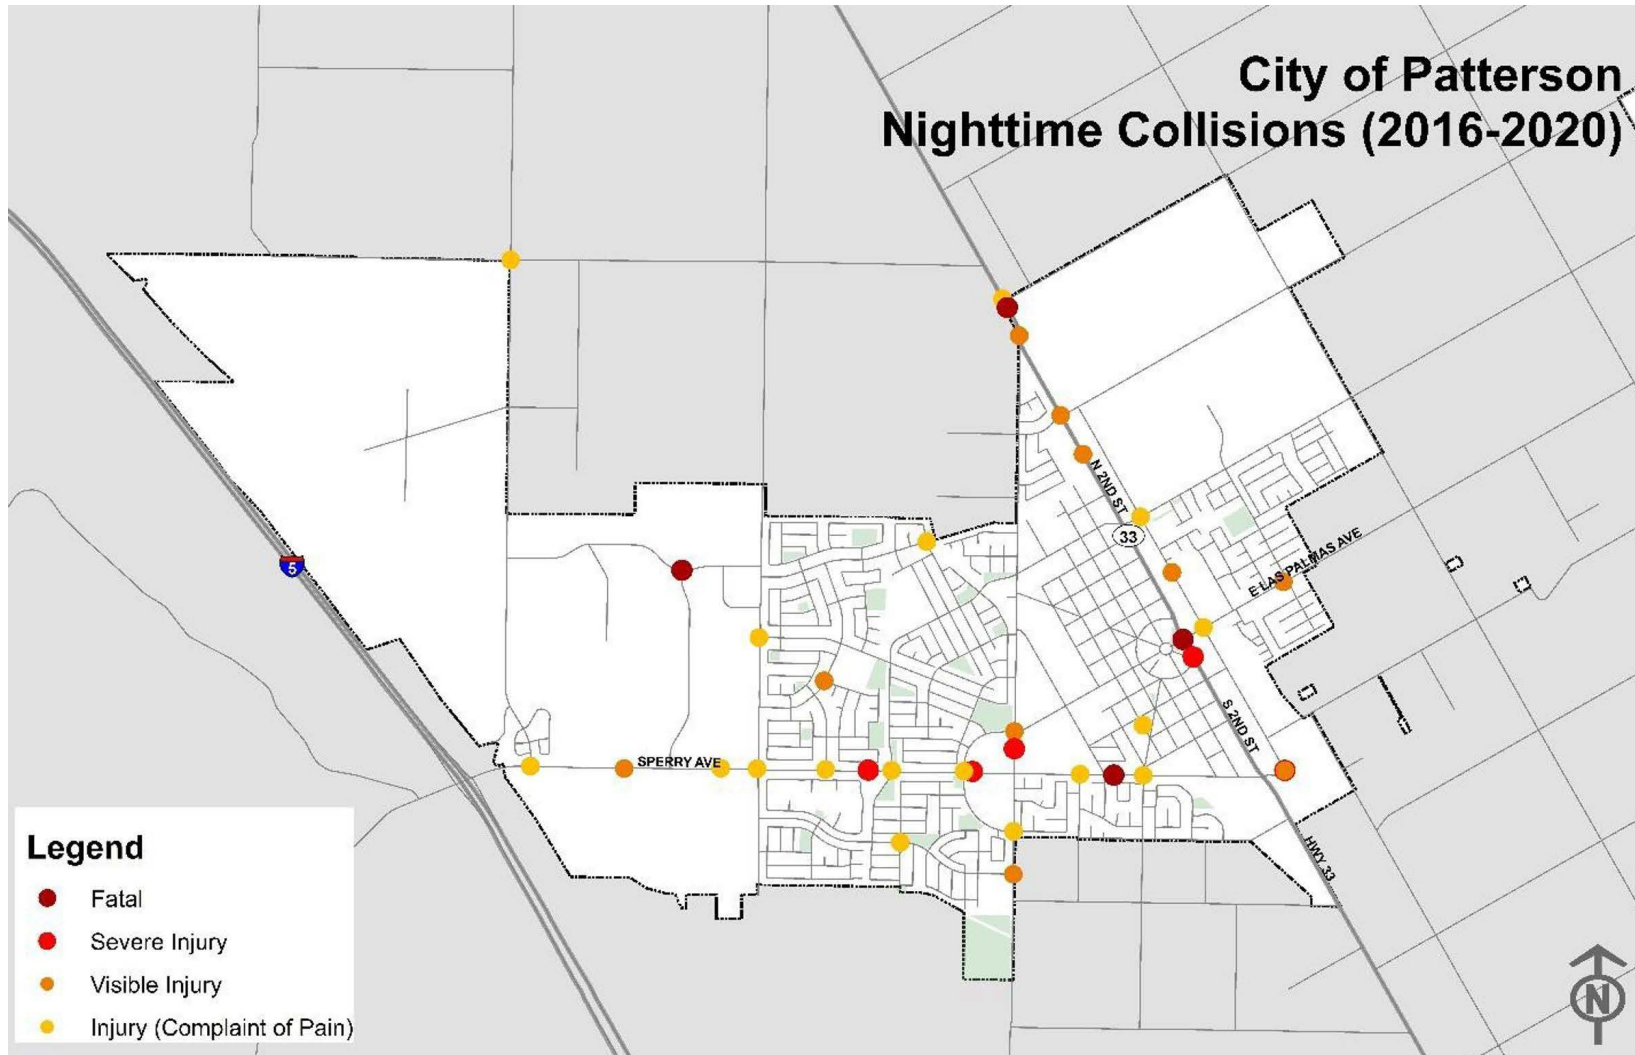 City of Patterson
Nighttime Collisions (2016-2020)
N 2ND ST
33
E LAS PALMAS AVE
5
S 2ND ST
SPERRY AVE
HWY 33
Legend
Fatal
Severe Injury
Visible Injury
Injury (Complaint of Pain)
N